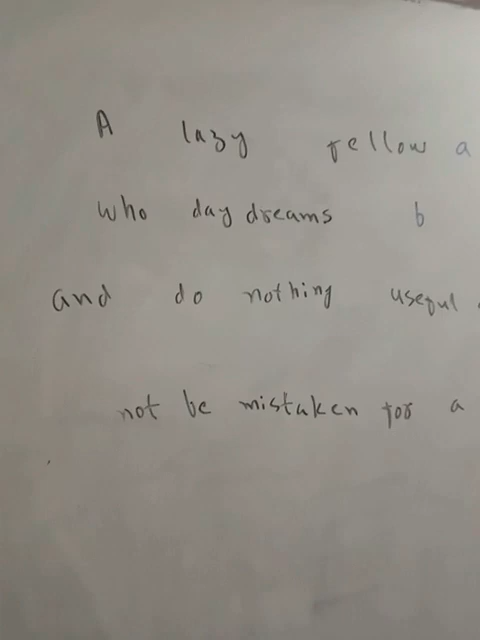 A lazy fellow a
who day dreams b
and do nothing useful
not be mistaken for a